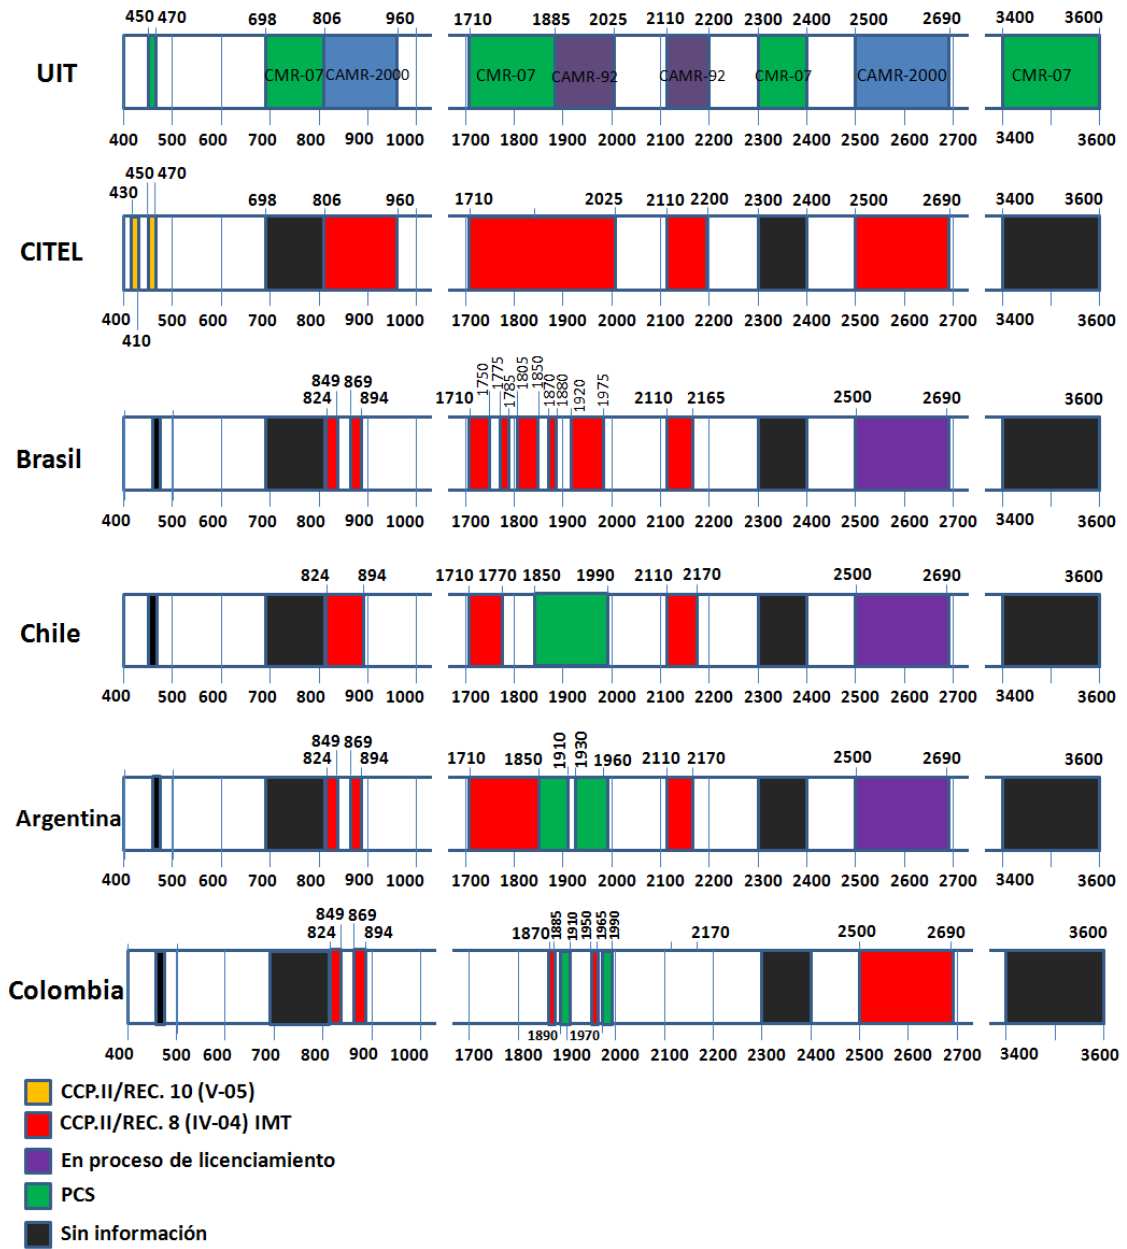 450 470 698 806 960 1710 1885 2025 2110 2200 2300 2400 2500 2690 3400 3600
UIT
CMR-07 CAMR-2000 CMR-07 CAMR-92 CAMR-92 CMR-07 CAMR-2000 CMR-07
400 500 600 700 800 900 1000 1700 1800 1900 2000 2100 2200 2300 2400 2500 2600 2700 3400 3600
450 470
430 698 806 960 1710 2025 2110 2200 2300 2400 2500 2690 3400 3600
CITEL
400 500 600 700 800 900 1000 1700 1800 1900 2000 2100 2200 2300 2400 2500 2600 2700 3400 3600
410
849 869 1750 1775 1785 1805 1850 1870 1880 1920 1975
824 894 1710 2110 2165 2500 2690 3600
Brasil
400 500 600 700 800 900 1000 1700 1800 1900 2000 2100 2200 2300 2400 2500 2600 2700 3400 3600
824 894 1710 1770 1850 1990 2110 2170 2500 2690 3600
Chile
400 500 600 700 800 900 1000 1700 1800 1900 2000 2100 2200 2300 2400 2500 2600 2700 3400 3600
849 869 1910 1930
824 894 1710 1850 1960 2110 2170 2500 2690 3600
Argentina
400 500 600 700 800 900 1000 1700 1800 1900 2000 2100 2200 2300 2400 2500 2600 2700 3400 3600
849 869 1885 1910 1950 1965 1990
824 894 1870 2170 2500 2690 3600
Colombia
1890 1970
400 500 600 700 800 900 1000 1700 1800 1900 2000 2100 2200 2300 2400 2500 2600 2700 3400 3600
CCP.II/REC. 10 (V-05)
CCP.II/REC. 8 (IV-04) IMT
En proceso de licenciamiento
PCS
Sin información